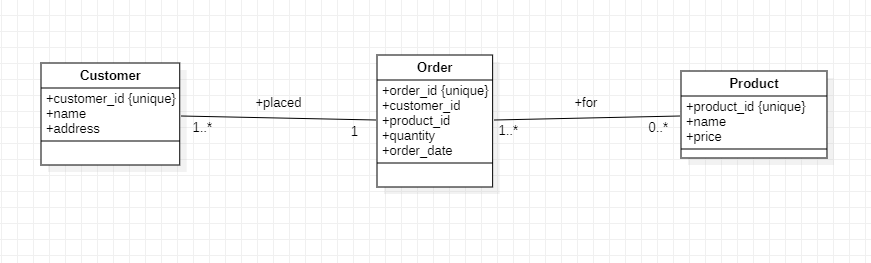 Customer
+customer_id {unique}
+name
+address
+placed
1..*
1
Order
+order_id {unique}
+customer_id
+product_id
+quantity
+order_date
+for
1..*
0..*
Product
+product_id {unique}
+name
+price